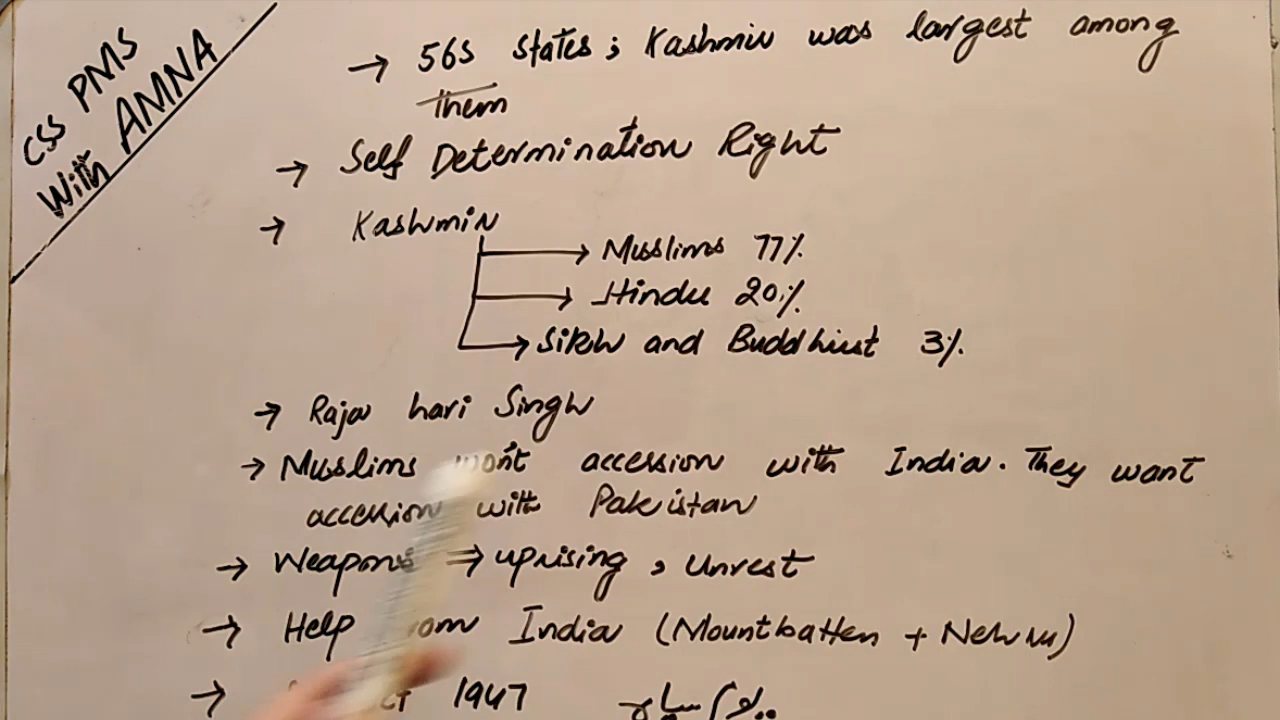 CSS PMS
With AMNA
→ 565 States ; Kashmir was largest among
them
→ Self Determination Right
→ Kashmir
→ Muslims 77%
→ Hindu 20%
→ Sikh and Buddhist 3%
→ Raja hari Singh
→ Muslims won't accession with India. They want
accession with Pakistan
→ Weapons ⇒ uprising , Unrest
→ Help from India (Mountbatten + Nehru)
→ 1947